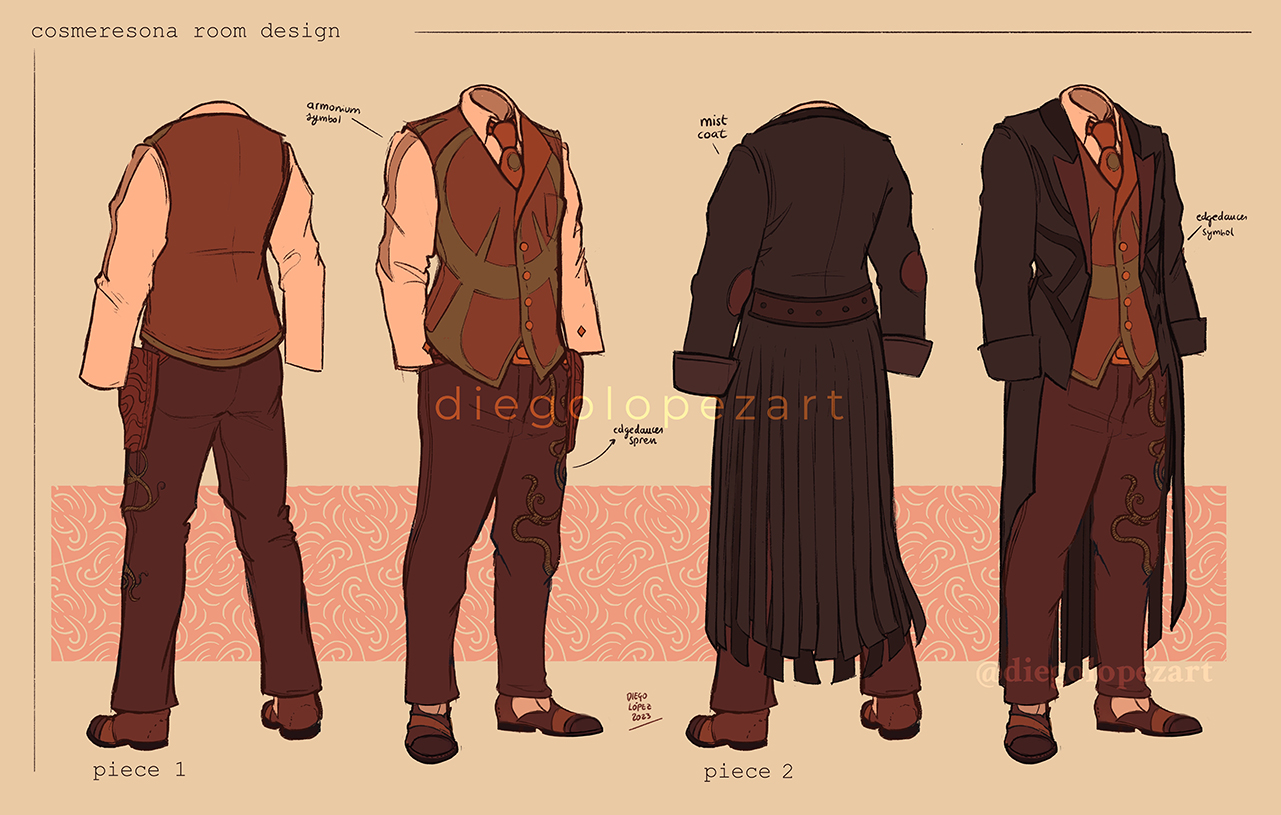 cosmeresona room design
armonium
symbol
mist
coat
edgedancer
symbol
diegolopezart
edgedancer
spren
@diegolopezart
DIEGO
LÓPEZ
2023
piece 1
piece 2